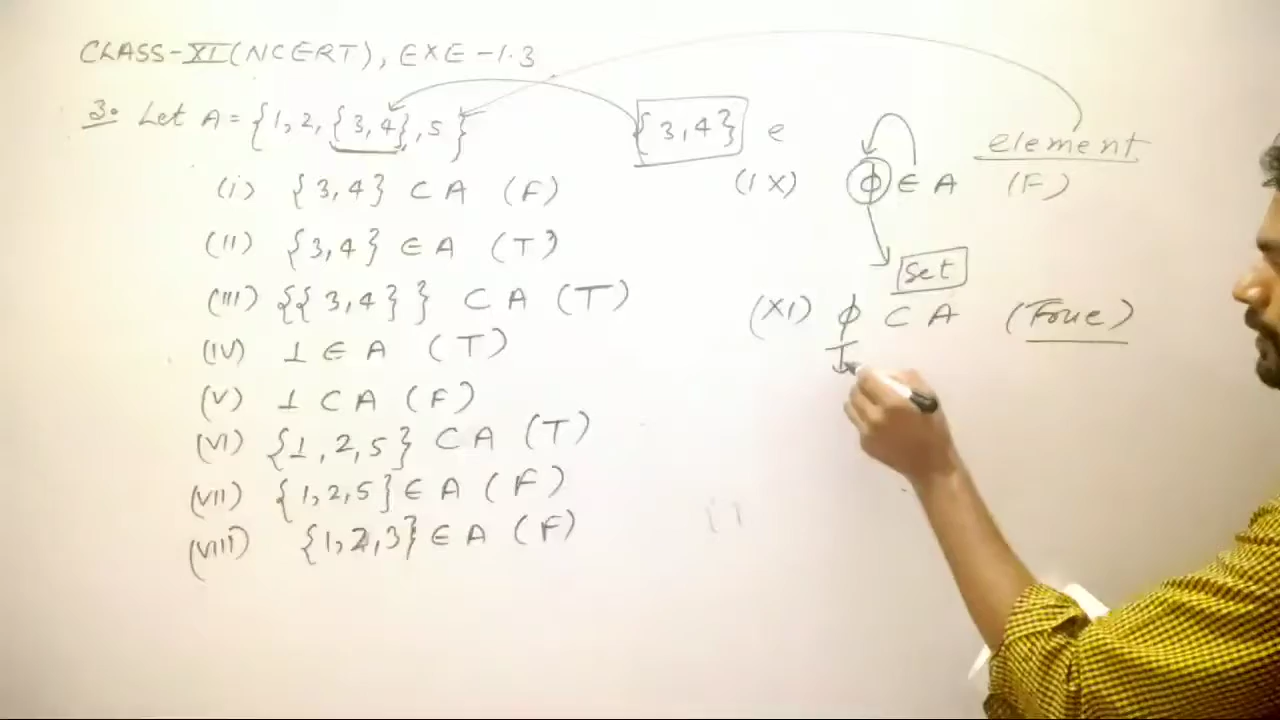 CLASS-XI (NCERT), EXE-1.3
3. Let A = {1, 2, {3, 4}, 5}
(i) {3, 4} ⊂ A (F)
(II) {3, 4} ∈ A (T)
(III) {{3, 4}} ⊂ A (T)
(IV) 1 ∈ A (T)
(V) 1 ⊂ A (F)
(VI) {1, 2, 5} ⊂ A (T)
(VII) {1, 2, 5} ∈ A (F)
(VIII) {1, 2, 3} ∈ A (F)
{3, 4} e
element
(IX) ϕ ∈ A (F)
Set
(XI) ϕ ⊂ A (True)